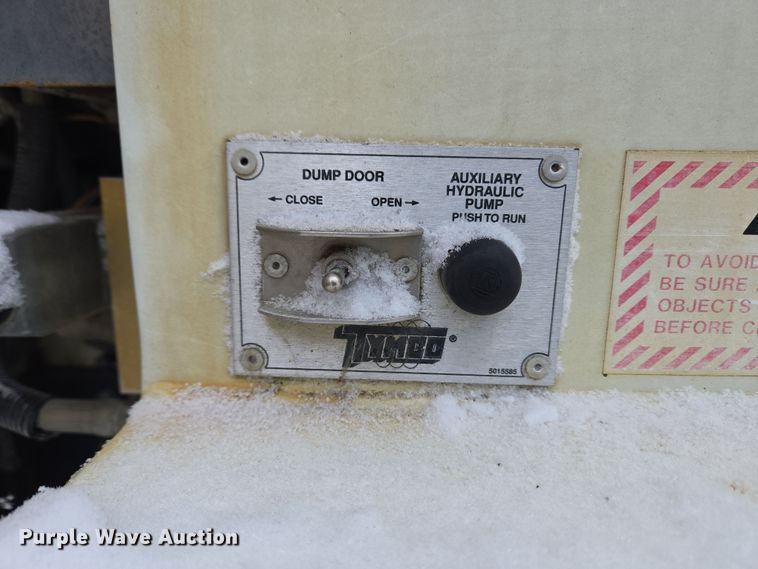 DUMP DOOR
← CLOSE OPEN →
AUXILIARY
HYDRAULIC
PUMP
PUSH TO RUN
TYMCO®
5015585
TO AVOID
BE SURE
OBJECTS
BEFORE
Purple Wave Auction